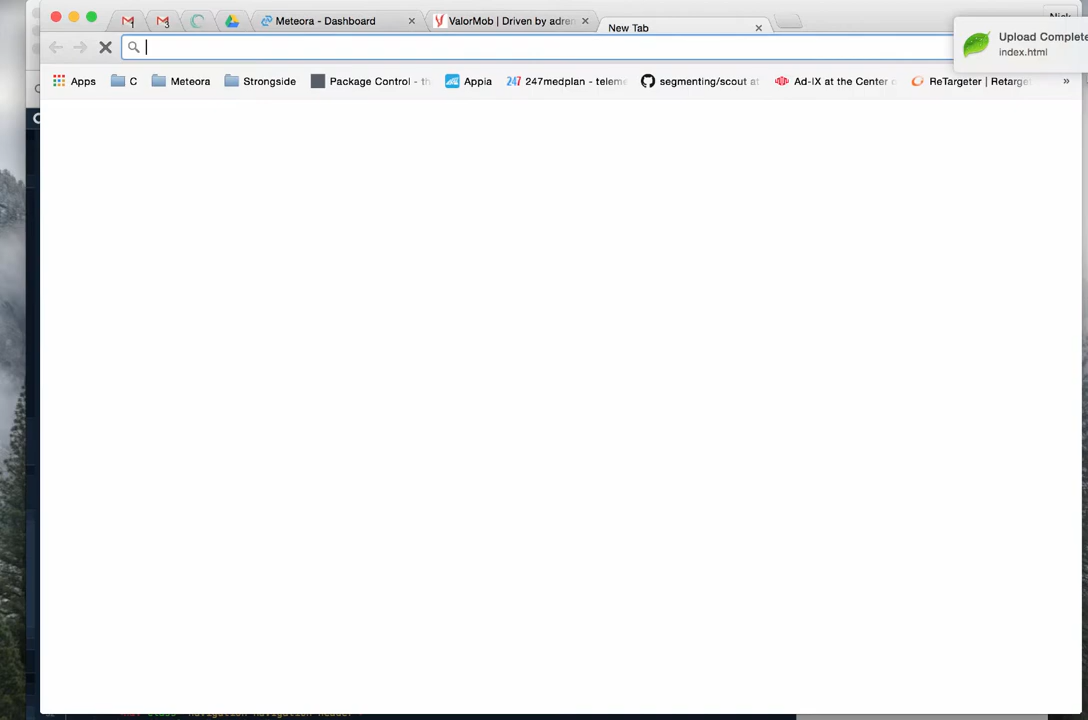 Meteora - Dashboard
ValorMob | Driven by adren
New Tab
Nick
Upload Complete
index.html
Apps
C
Meteora
Strongside
Package Control - th
Appia
247 247medplan - teleme
segmenting/scout at
Ad-IX at the Center o
ReTargeter | Retarge
»